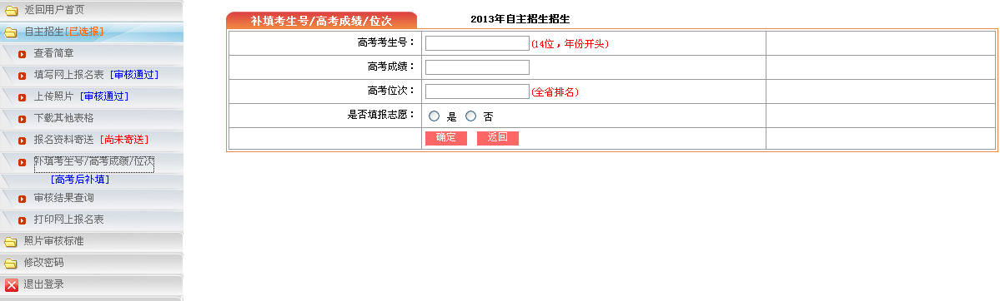 返回用户首页
自主招生[已选报]
查看简章
填写网上报名表 [审核通过]
上传照片 [审核通过]
下载其他表格
报名资料寄送 [尚未寄送]
补填考生号/高考成绩/位次
[高考后补填]
审核结果查询
打印网上报名表
照片审核标准
修改密码
退出登录
补填考生号/高考成绩/位次 2013年自主招生招生
高考考生号： (14位，年份开头)
高考成绩：
高考位次： (全省排名)
是否填报志愿： 是 否
确定 返回